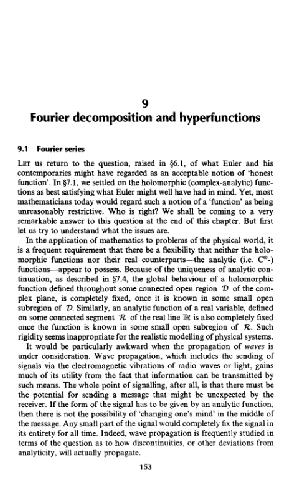 9
Fourier decomposition and hyperfunctions
9.1 Fourier series
LET us return to the question, raised in §6.1, of what Euler and his
contemporaries might have regarded as an acceptable notion of 'honest
function'. In §7.1, we settled on the holomorphic (complex-analytic) func-
tions as best satisfying what Euler might well have had in mind. Yet, most
mathematicians today would regard such a notion of a 'function' as being
unreasonably restrictive. Who is right? We shall be coming to a very
remarkable answer to this question at the end of this chapter. But first
let us try to understand what the issues are.
In the application of mathematics to problems of the physical world, it
is a frequent requirement that there be a flexibility that neither the holo-
morphic functions nor their real counterparts—the analytic (i.e. Cω-)
functions—appear to possess. Because of the uniqueness of analytic con-
tinuation, as described in §7.4, the global behaviour of a holomorphic
function defined throughout some connected open region D of the com-
plex plane, is completely fixed, once it is known in some small open
subregion of D. Similarly, an analytic function of a real variable, defined
on some connected segment R of the real line ℝ is also completely fixed
once the function is known in some small open subregion of R. Such
rigidity seems inappropriate for the realistic modelling of physical systems.
It would be particularly awkward when the propagation of waves is
under consideration. Wave propagation, which includes the sending of
signals via the electromagnetic vibrations of radio waves or light, gains
much of its utility from the fact that information can be transmitted by
such means. The whole point of signalling, after all, is that there must be
the potential for sending a message that might be unexpected by the
receiver. If the form of the signal has to be given by an analytic function,
then there is not the possibility of 'changing one's mind' in the middle of
the message. Any small part of the signal would completely fix the signal in
its entirety for all time. Indeed, wave propagation is frequently studied in
terms of the question as to how discontinuities, or other deviations from
analyticity, will actually propagate.
153